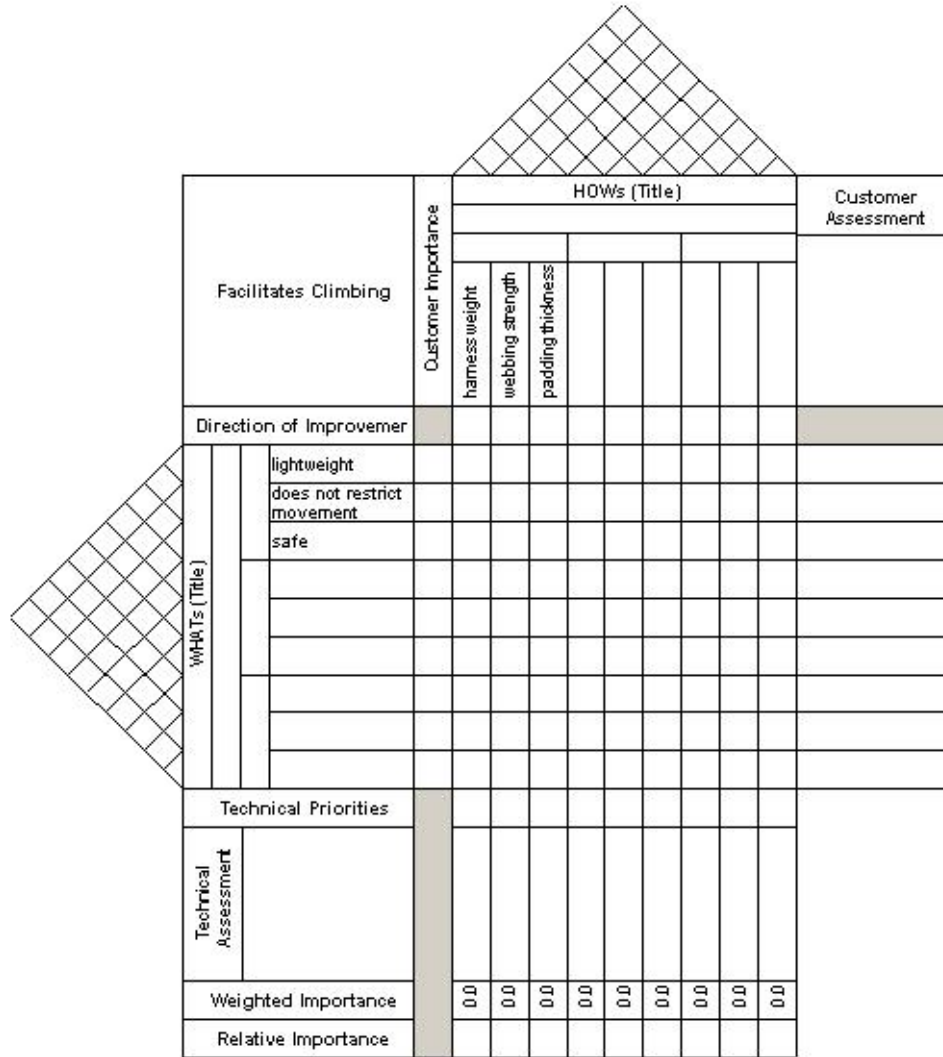 HOWs (Title)
Customer
Assessment
Facilitates Climbing
Customer Importance
harness weight
webbing strength
padding thickness
Direction of Improvemer
WHATs (Title)
lightweight
does not restrict
movement
safe
Technical Priorities
Technical
Assessment
Weighted Importance
0.0
0.0
0.0
0.0
0.0
0.0
0.0
0.0
0.0
Relative Importance